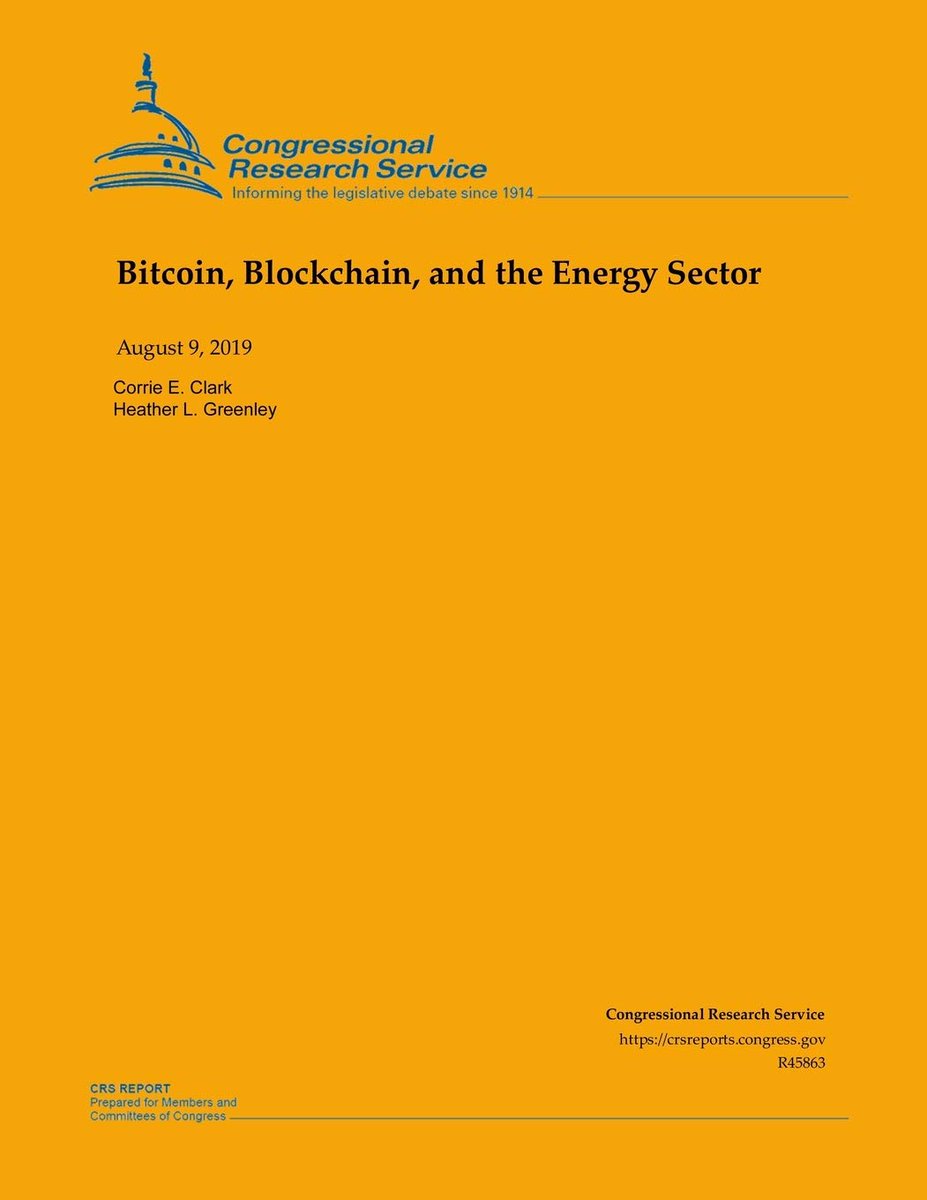 Congressional
Research Service
Informing the legislative debate since 1914
Bitcoin, Blockchain, and the Energy Sector
August 9, 2019
Corrie E. Clark
Heather L. Greenley
Congressional Research Service
https://crsreports.congress.gov
R45863
CRS REPORT
Prepared for Members and
Committees of Congress